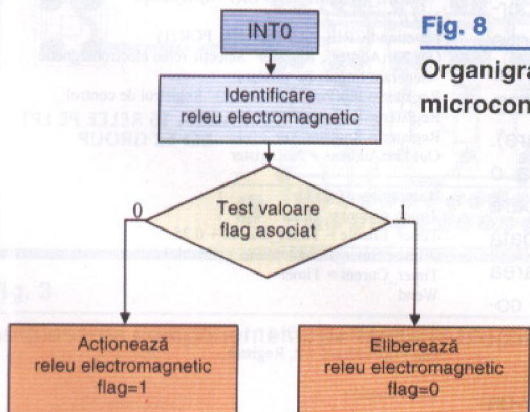 INT0
Fig. 8
Organigra
microcon
Identificare
releu electromagnetic
Test valoare
flag asociat
0
1
Acționează
releu electromagnetic
flag=1
Eliberează
releu electromagnetic
flag=0